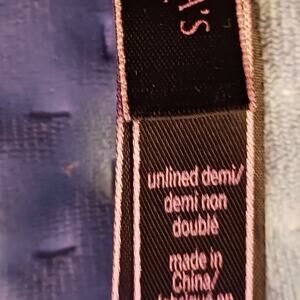 A'S
unlined demi/
demi non
doublé
made in
China/